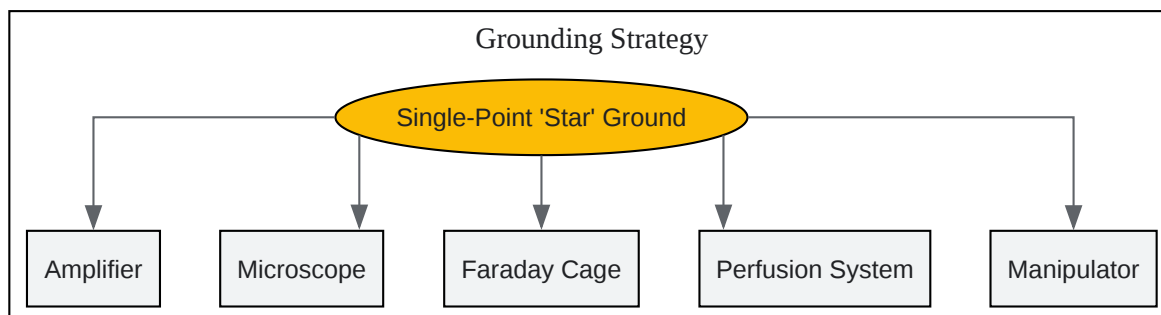 Grounding Strategy
Single-Point 'Star' Ground
Amplifier
Microscope
Faraday Cage
Perfusion System
Manipulator